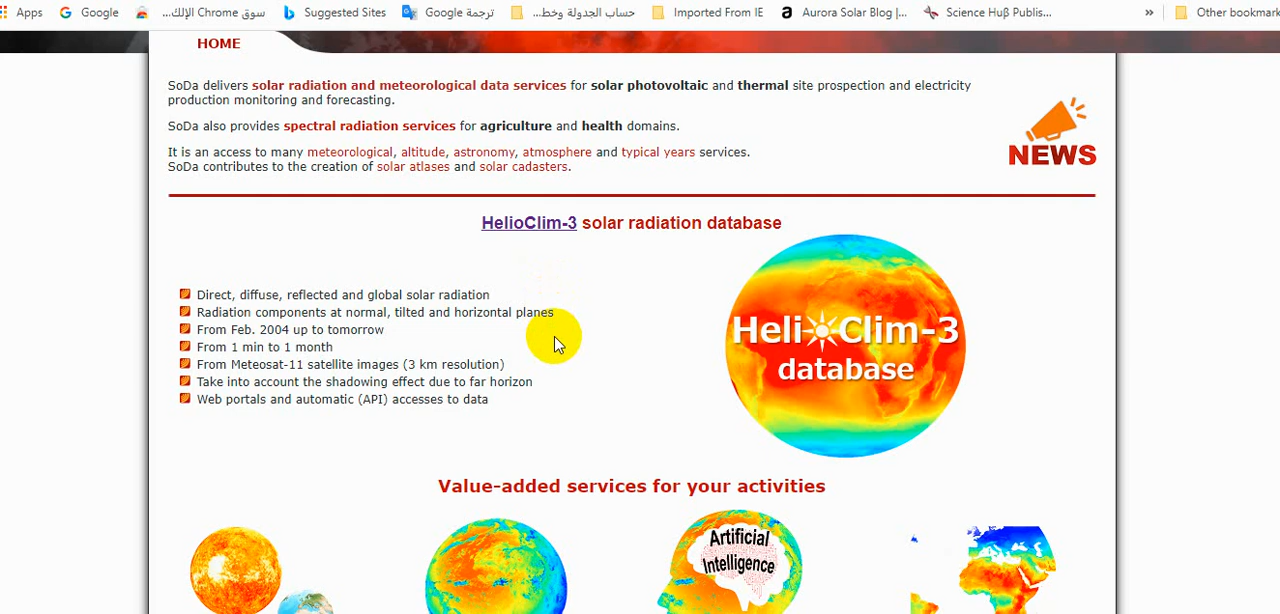 Apps
Google
سوق Chrome الإلك...
Suggested Sites
ترجمة Google
حساب الجدولة وخط...
Imported From IE
Aurora Solar Blog |...
Science Huβ Publis...
»
Other bookmark
HOME
SoDa delivers solar radiation and meteorological data services for solar photovoltaic and thermal site prospection and electricity
production monitoring and forecasting.
SoDa also provides spectral radiation services for agriculture and health domains.
It is an access to many meteorological, altitude, astronomy, atmosphere and typical years services.
SoDa contributes to the creation of solar atlases and solar cadasters.
NEWS
HelioClim-3 solar radiation database
Direct, diffuse, reflected and global solar radiation
Radiation components at normal, tilted and horizontal planes
From Feb. 2004 up to tomorrow
From 1 min to 1 month
From Meteosat-11 satellite images (3 km resolution)
Take into account the shadowing effect due to far horizon
Web portals and automatic (API) accesses to data
Heli☀Clim-3
database
Value-added services for your activities
Artificial
Intelligence